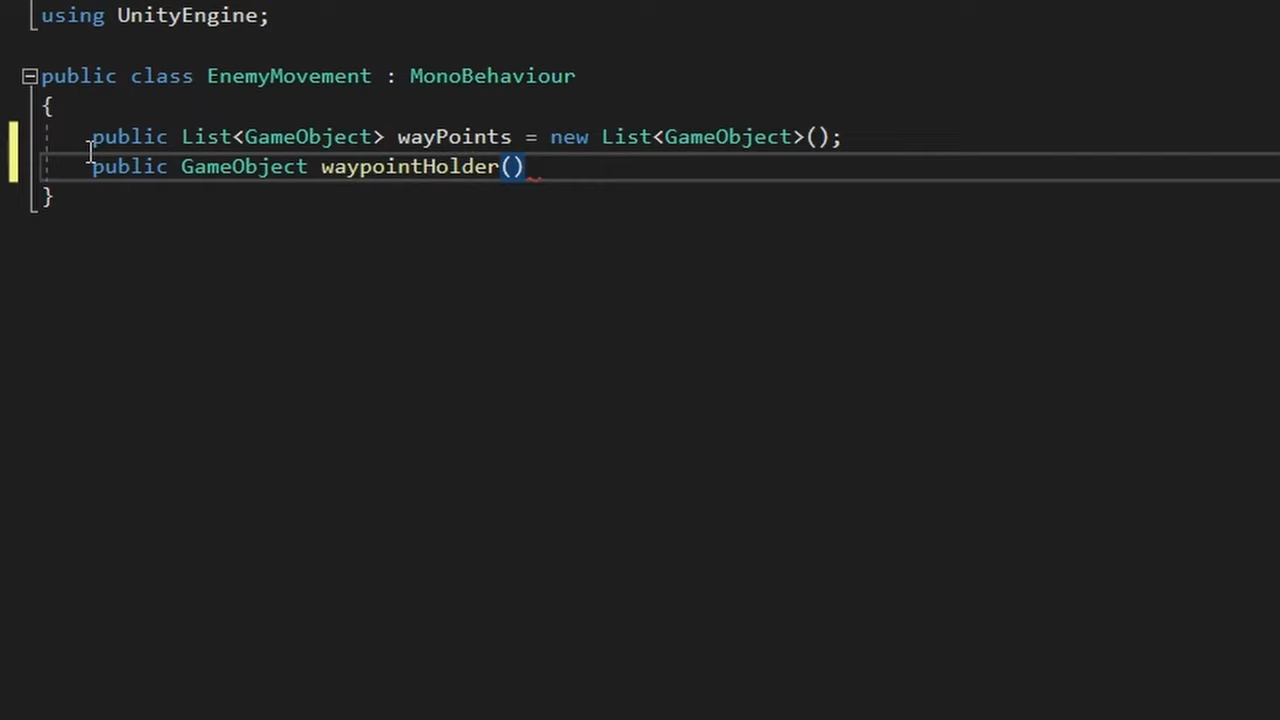 using UnityEngine;
public class EnemyMovement : MonoBehaviour
{
public List<GameObject> wayPoints = new List<GameObject>();
public GameObject waypointHolder()
}